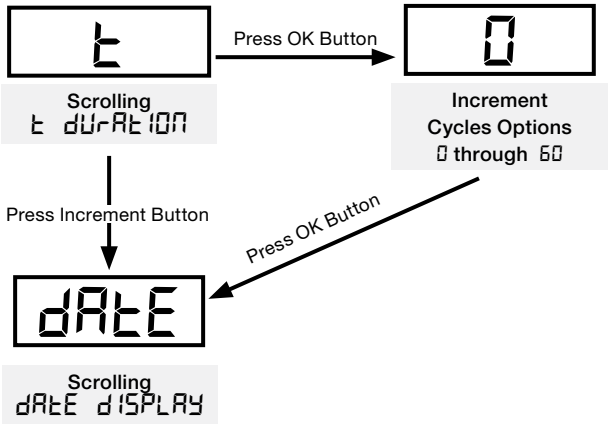 t
Press OK Button
0
Scrolling
t dUrAtIOn
Increment
Cycles Options
0 through 60
Press Increment Button
Press OK Button
dAtE
Scrolling
dAtE dISPLAY